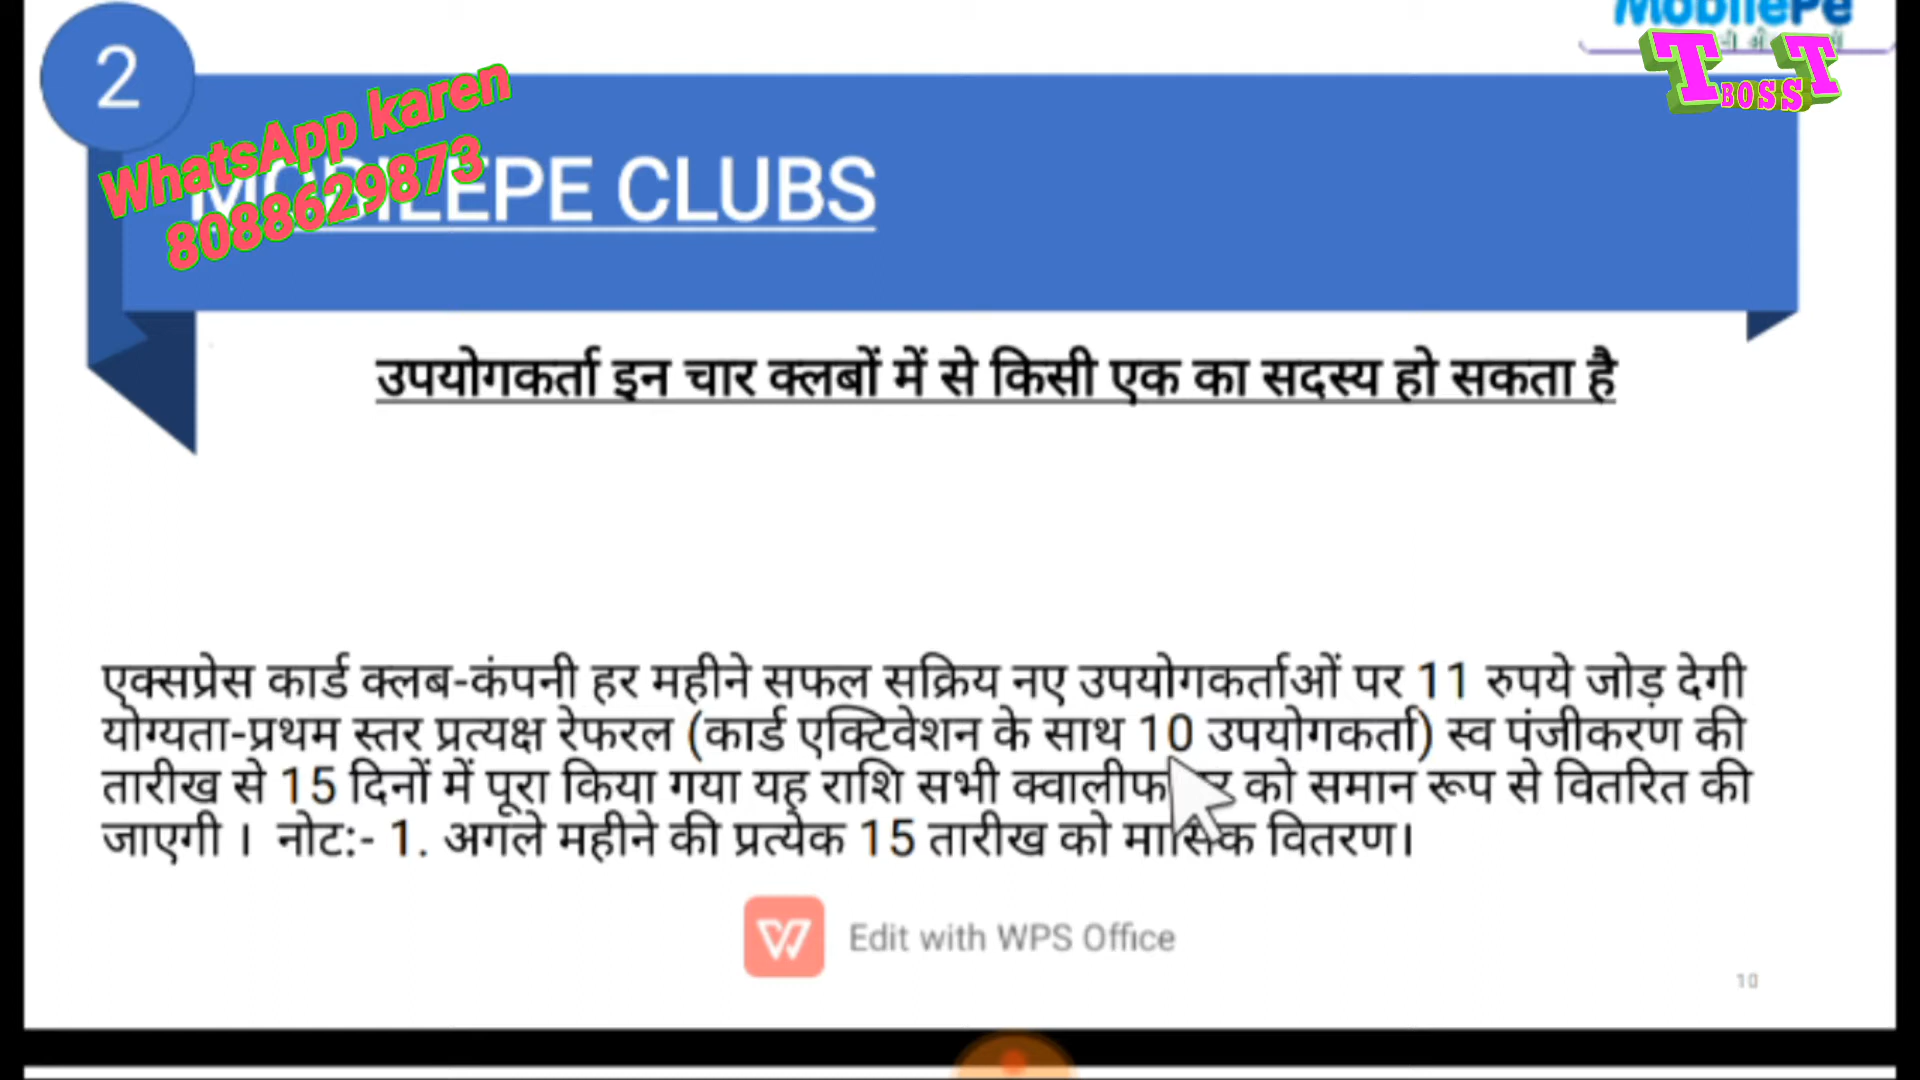 MobilePe
T BOSS T
2
WhatsApp karen
8088629873
MOBILEPE CLUBS
उपयोगकर्ता इन चार क्लबों में से किसी एक का सदस्य हो सकता है
एक्सप्रेस कार्ड क्लब-कंपनी हर महीने सफल सक्रिय नए उपयोगकर्ताओं पर 11 रुपये जोड़ देगी
योग्यता-प्रथम स्तर प्रत्यक्ष रेफरल (कार्ड एक्टिवेशन के साथ 10 उपयोगकर्ता) स्व पंजीकरण की
तारीख से 15 दिनों में पूरा किया गया यह राशि सभी को समान रूप से वितरित की
जाएगी । नोट:- 1. अगले महीने की प्रत्येक 15 तारीख को मासिक वितरण।
Edit with WPS Office
10